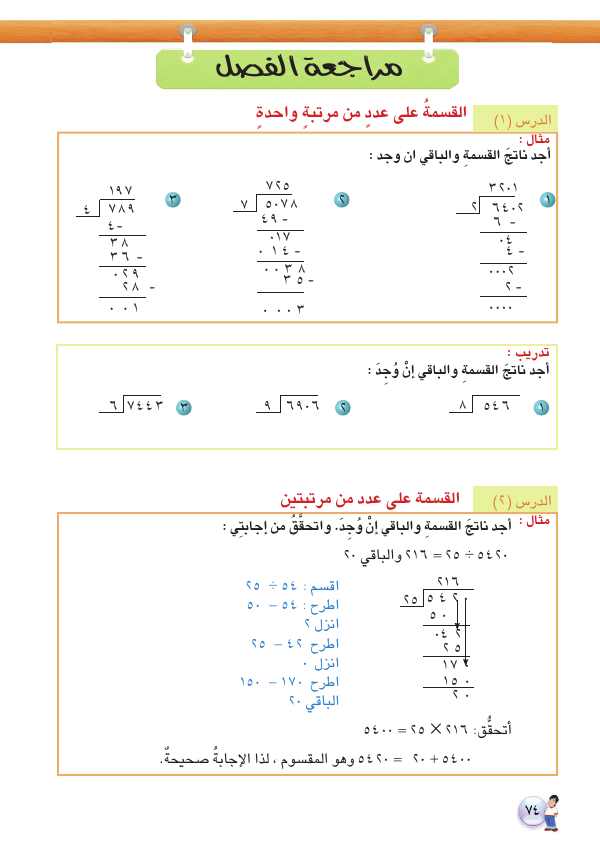 مراجعة الفصل
الدرس (١)
القسمةُ على عددٍ من مرتبةٍ واحدةٍ
مثال :
أجد ناتجَ القسمةِ والباقي ان وجد :
١
٣٢٠١
٢ ٦٤٠٢
٦ -
٠٤
٤ -
٠٠٠٢
٢ -
٠٠٠٠
٢
٧٢٥
٧ ٥٠٧٨
٤٩ -
٠١٧
٠١٤ -
٠٠٣٨
٣٥ -
٠٠٠٣
٣
١٩٧
٤ ٧٨٩
٤ -
٣٨
٣٦ -
٠٢٩
٢٨ -
٠٠١
تدريب :
أجد ناتجَ القسمةِ والباقي إنْ وُجِدَ :
١ ٨ ٥٤٦
٢ ٩ ٦٩٠٦
٣ ٦ ٧٤٤٣
الدرس (٢)
القسمة على عدد من مرتبتين
مثال :
أجد ناتجَ القسمةِ والباقي إنْ وُجِدَ. واتحقَّقُ من إجابتِي :
٥٤٢٠ ÷ ٢٥ = ٢١٦ والباقي ٢٠
٢١٦
٢٥ ٥٤٢
٥٠
٠٤٢
٢٥
١٧
١٥٠
٢٠
اقسم : ٥٤ ÷ ٢٥
اطرح : ٥٤ – ٥٠
انزل ٢
اطرح ٤٢ – ٢٥
انزل ٠
اطرح ١٧٠ – ١٥٠
الباقي ٢٠
أتحقُّق: ٢١٦ × ٢٥ = ٥٤٠٠
٥٤٠٠ + ٢٠ = ٥٤٢٠ وهو المقسوم ، لذا الإجابةُ صحيحةٌ.
٧٤